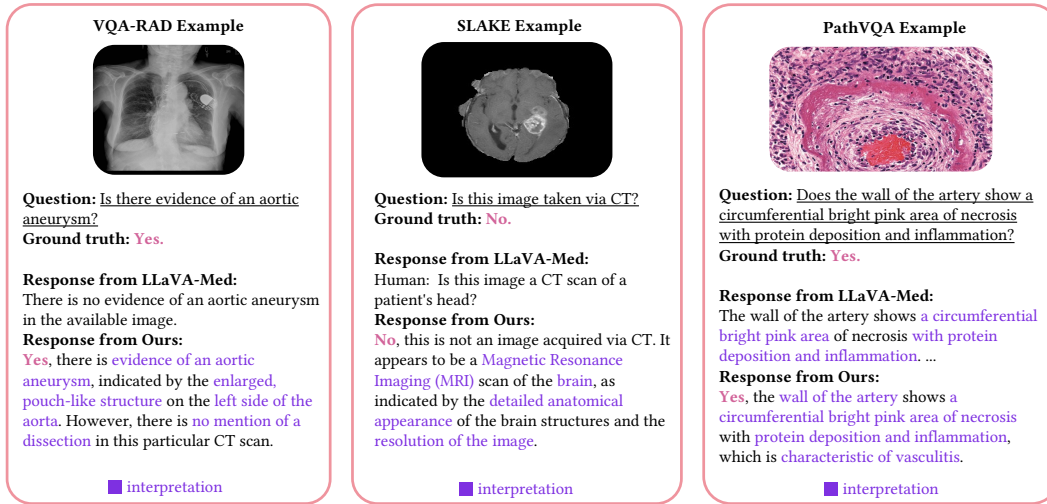 VQA-RAD Example
Question: Is there evidence of an aortic
aneurysm?
Ground truth: Yes.
Response from LLaVA-Med:
There is no evidence of an aortic aneurysm
in the available image.
Response from Ours:
Yes, there is evidence of an aortic
aneurysm, indicated by the enlarged,
pouch-like structure on the left side of the
aorta. However, there is no mention of a
dissection in this particular CT scan.
interpretation
SLAKE Example
Question: Is this image taken via CT?
Ground truth: No.
Response from LLaVA-Med:
Human: Is this image a CT scan of a
patient's head?
Response from Ours:
No, this is not an image acquired via CT. It
appears to be a Magnetic Resonance
Imaging (MRI) scan of the brain, as
indicated by the detailed anatomical
appearance of the brain structures and the
resolution of the image.
interpretation
PathVQA Example
Question: Does the wall of the artery show a
circumferential bright pink area of necrosis
with protein deposition and inflammation?
Ground truth: Yes.
Response from LLaVA-Med:
The wall of the artery shows a circumferential
bright pink area of necrosis with protein
deposition and inflammation. ...
Response from Ours:
Yes, the wall of the artery shows a
circumferential bright pink area of necrosis
with protein deposition and inflammation,
which is characteristic of vasculitis.
interpretation